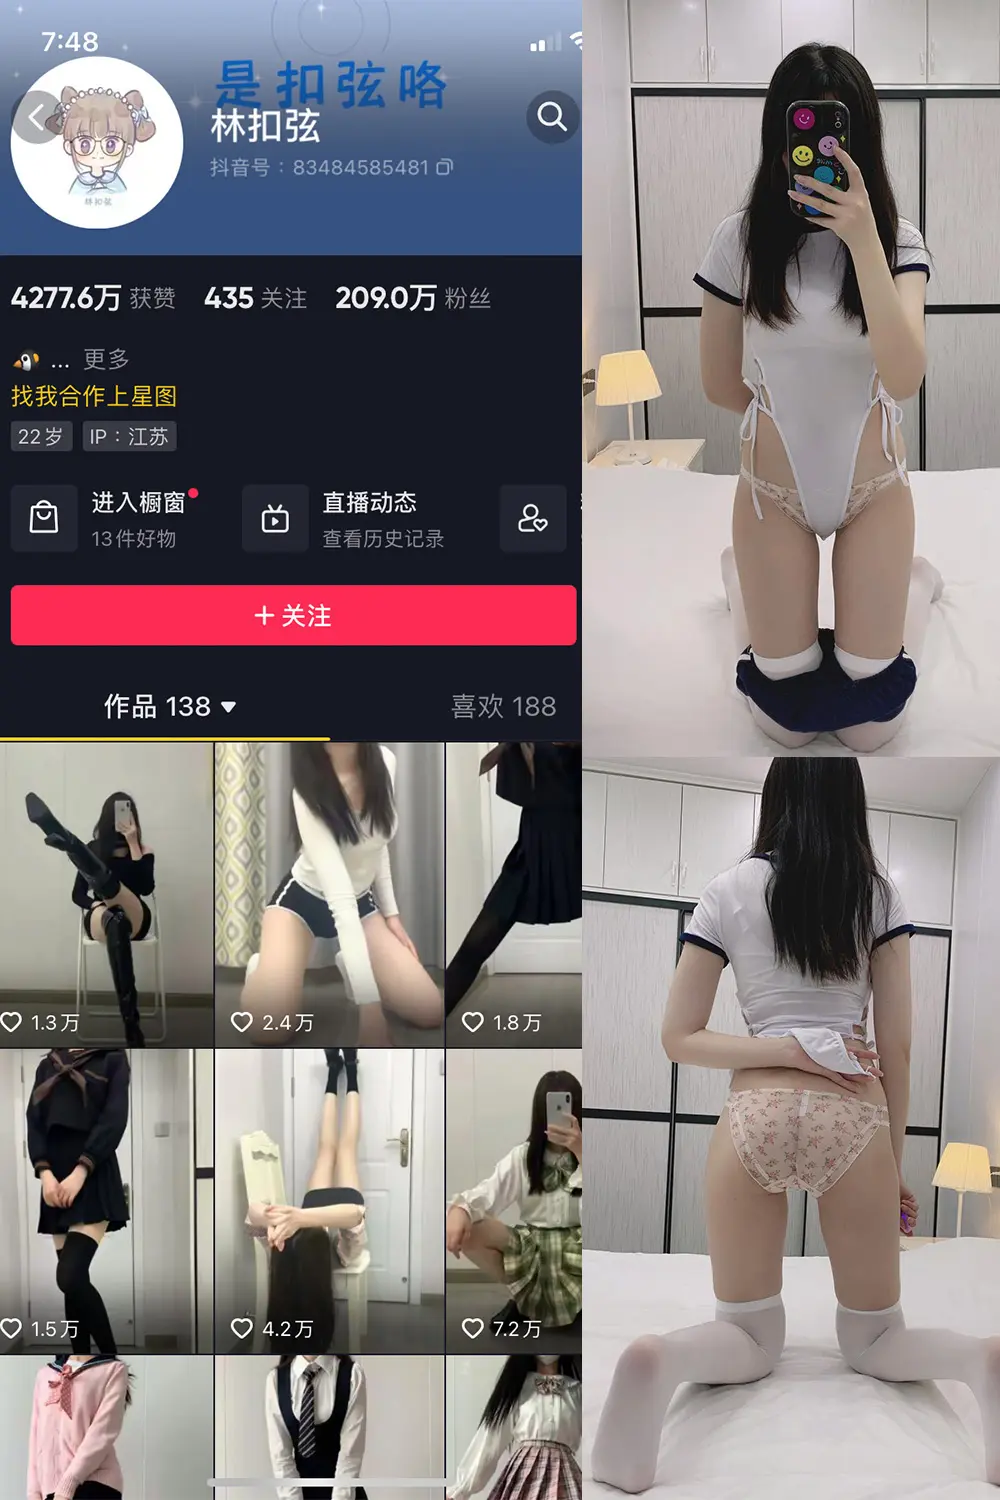 7:48
是扣弦咯
林扣弦
林扣弦
抖音号：83484585481
4277.6万 获赞 435 关注 209.0万 粉丝
... 更多
找我合作上星图
22岁 IP：江苏
进入橱窗 直播动态
13件好物 查看历史记录
+ 关注
作品 138 喜欢 188
1.3万 2.4万 1.8万
1.5万 4.2万 7.2万